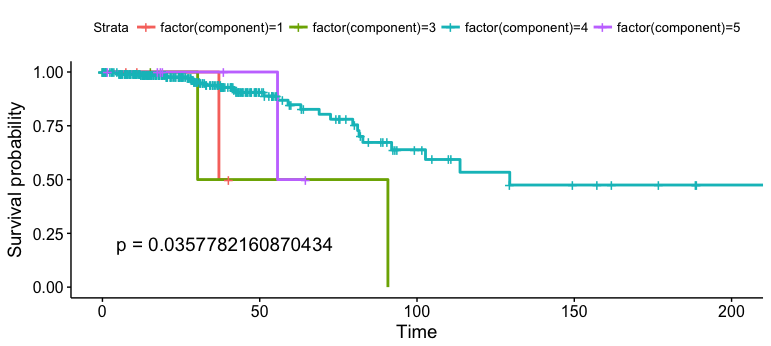 Strata factor(component)=1 factor(component)=3 factor(component)=4 factor(component)=5
Survival probability
1.00
0.75
0.50
0.25
0.00
p = 0.0357782160870434
0 50 100 150 200
Time